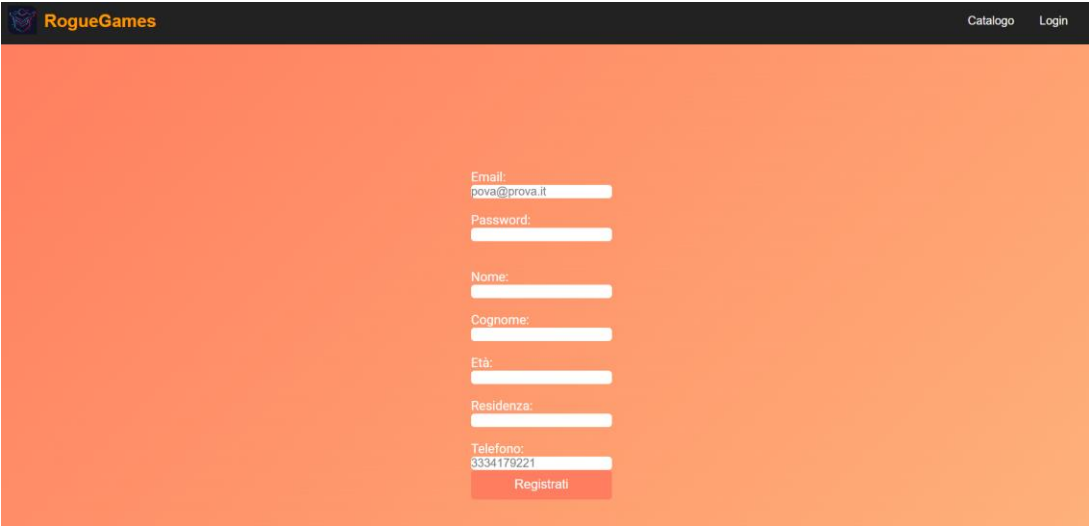 RogueGames
Catalogo Login
Email:
pova@prova.it
Password:
Nome:
Cognome:
Età:
Residenza:
Telefono:
3334179221
Registrati